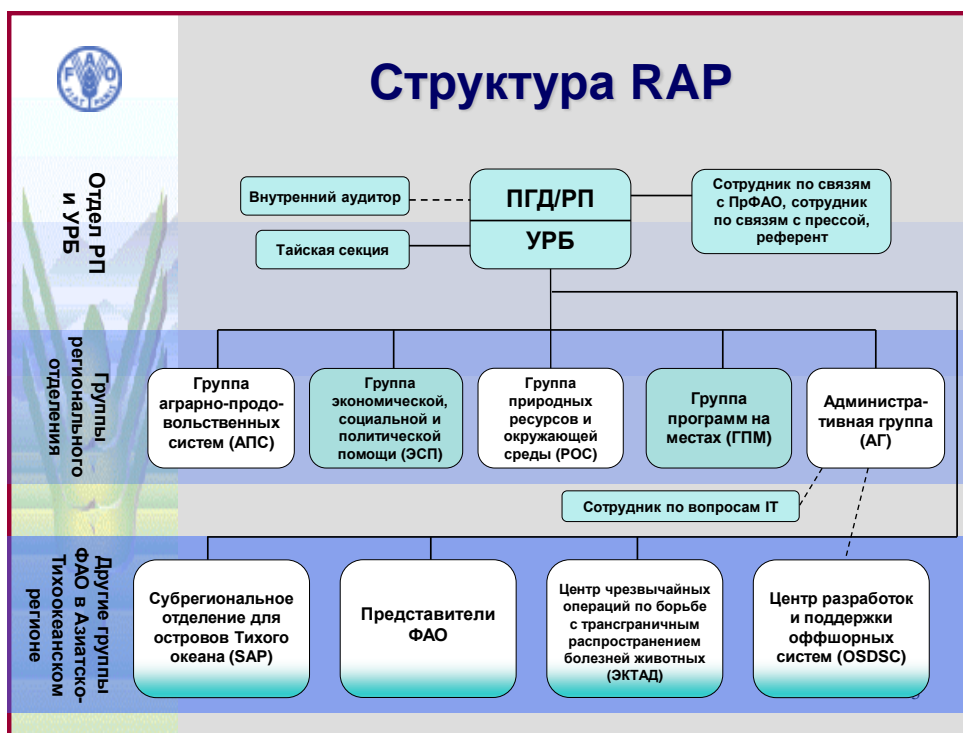 Структура RAP
FAO
FIAT PANIS
Отдел РП
и УРБ
Внутренний аудитор
Тайская секция
ПГД/РП
УРБ
Сотрудник по связям
с ПрФАО, сотрудник
по связям с прессой,
референт
Группы
регионального
отделения
Группа
аграрно-продо-
вольственных
систем (АПС)
Группа
экономической,
социальной и
политической
помощи (ЭСП)
Группа
природных
ресурсов и
окружающей
среды (РОС)
Группа
программ на
местах (ГПМ)
Администра-
тивная группа
(АГ)
Сотрудник по вопросам IT
Другие группы
ФАО в Азиатско-
Тихоокеанском
регионе
Субрегиональное
отделение для
островов Тихого
океана (SAP)
Представители
ФАО
Центр чрезвычайных
операций по борьбе
с трансграничным
распространением
болезней животных
(ЭКТАД)
Центр разработок
и поддержки
оффшорных
систем (OSDSC)